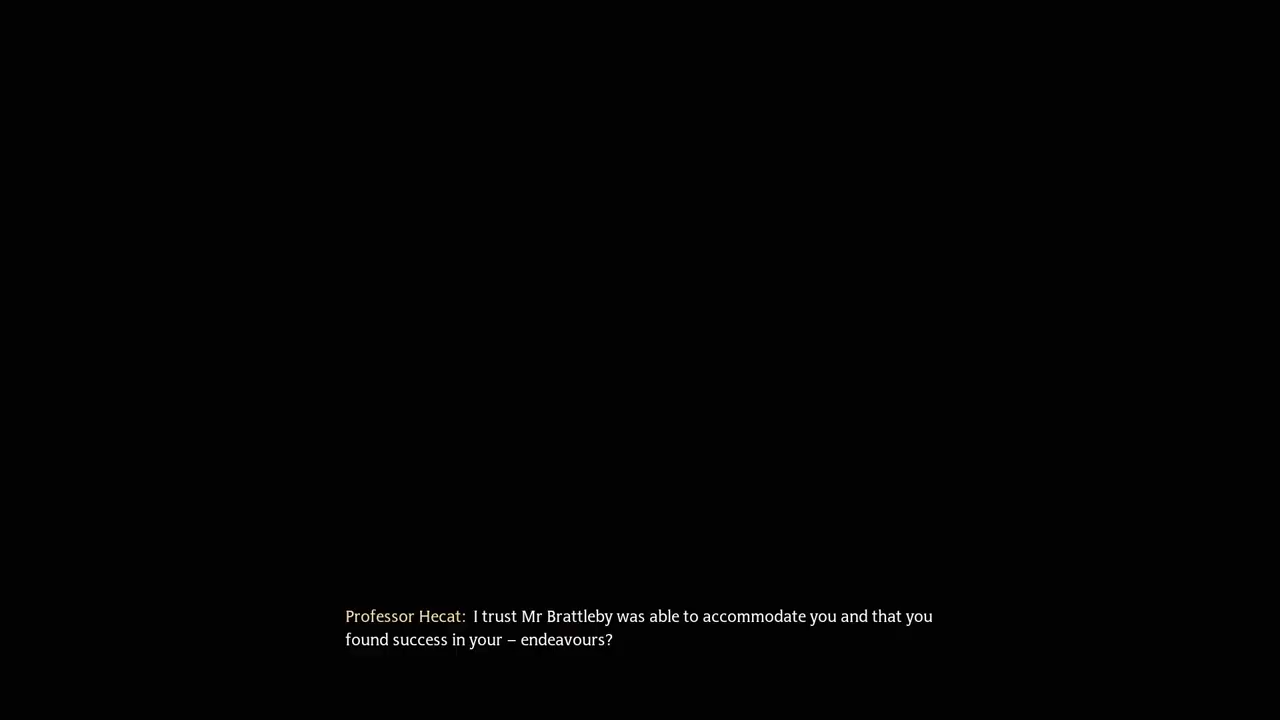 Professor Hecat: I trust Mr Brattleby was able to accommodate you and that you
found success in your – endeavours?